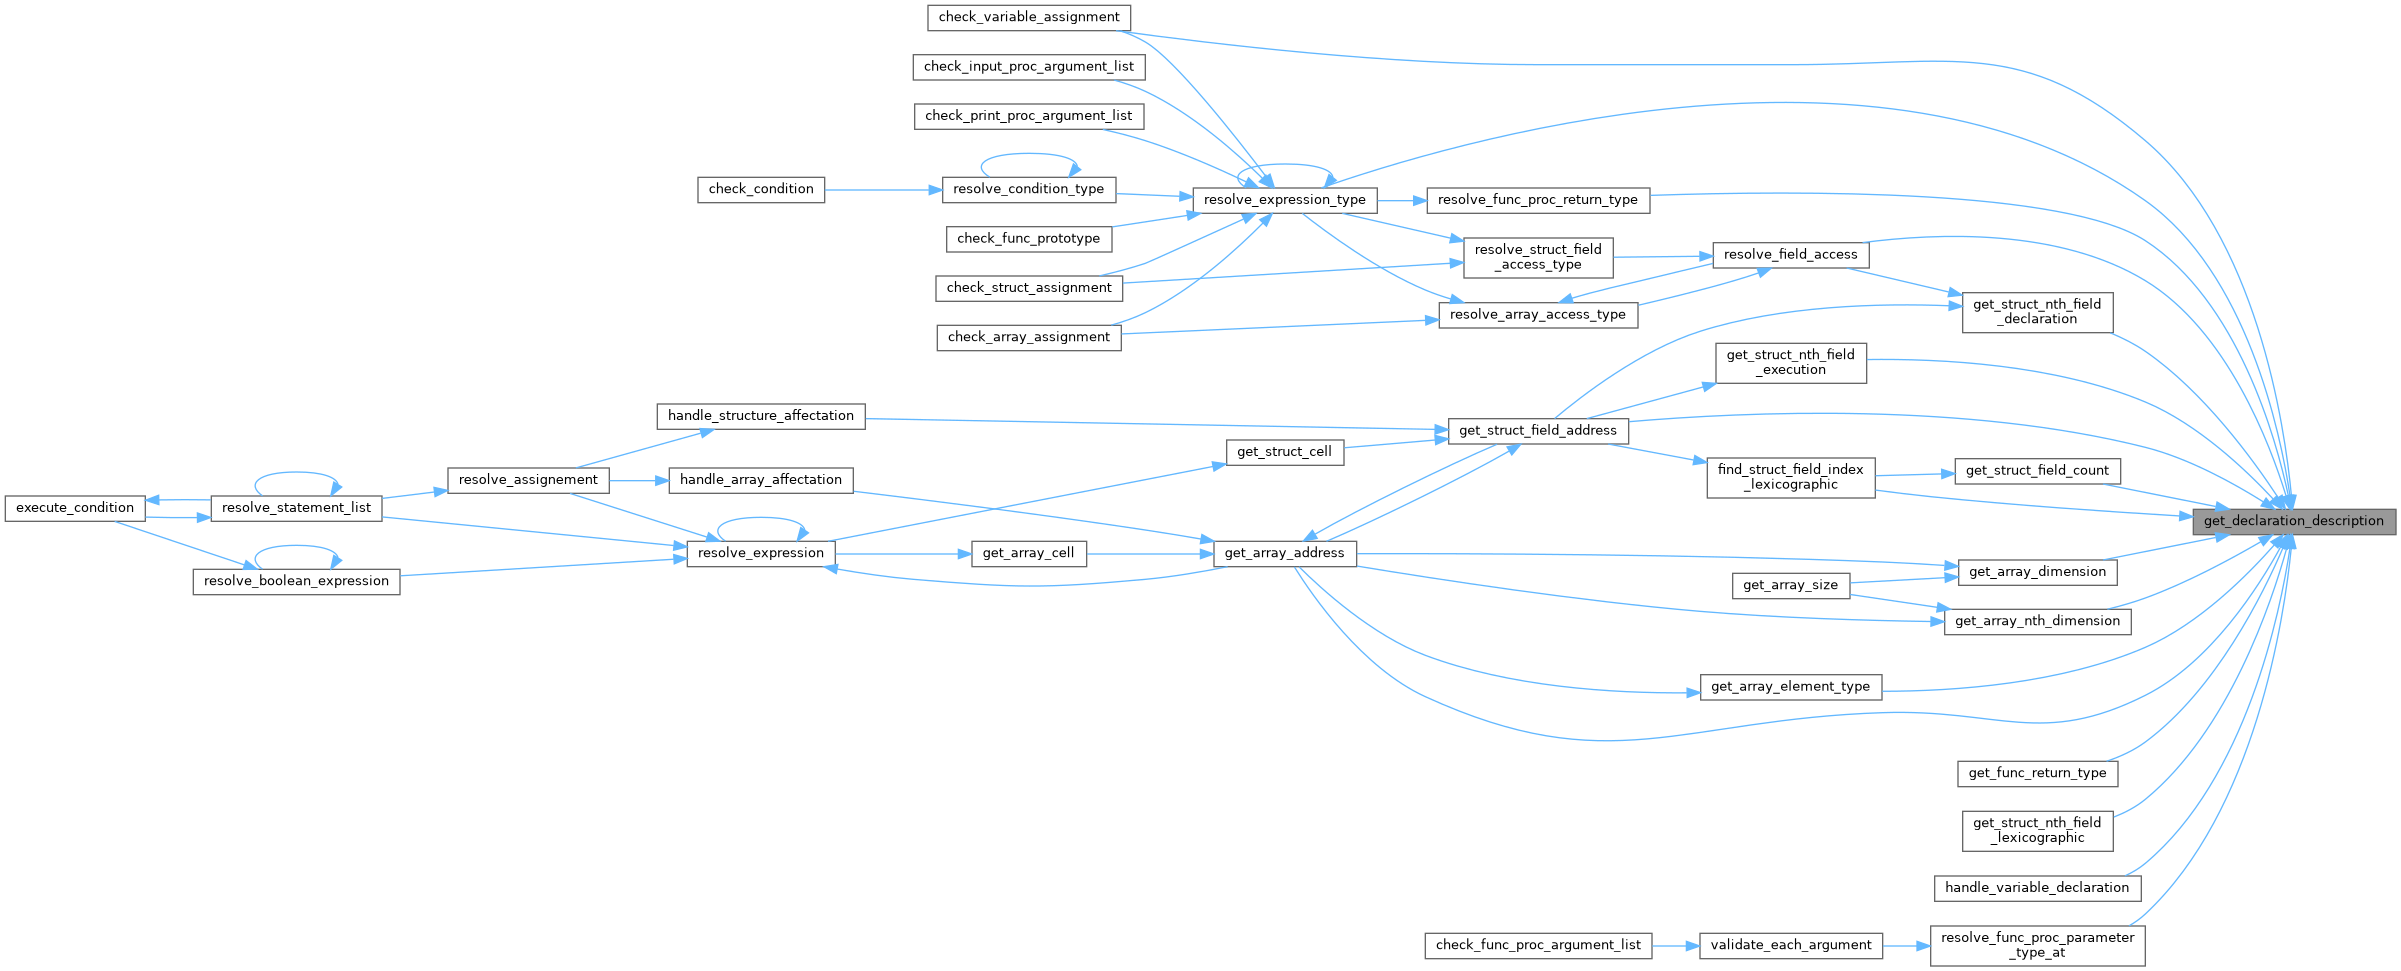 check_variable_assignment
check_input_proc_argument_list
check_print_proc_argument_list
check_condition
resolve_condition_type
resolve_expression_type
resolve_func_proc_return_type
check_func_prototype
resolve_struct_field
_access_type
resolve_field_access
check_struct_assignment
get_struct_nth_field
_declaration
resolve_array_access_type
check_array_assignment
get_struct_nth_field
_execution
handle_structure_affectation
get_struct_field_address
get_struct_cell
find_struct_field_index
_lexicographic
get_struct_field_count
resolve_assignement
handle_array_affectation
execute_condition
resolve_statement_list
get_declaration_description
resolve_expression
get_array_cell
get_array_address
get_array_dimension
resolve_boolean_expression
get_array_size
get_array_nth_dimension
get_array_element_type
get_func_return_type
get_struct_nth_field
_lexicographic
handle_variable_declaration
check_func_proc_argument_list
validate_each_argument
resolve_func_proc_parameter
_type_at